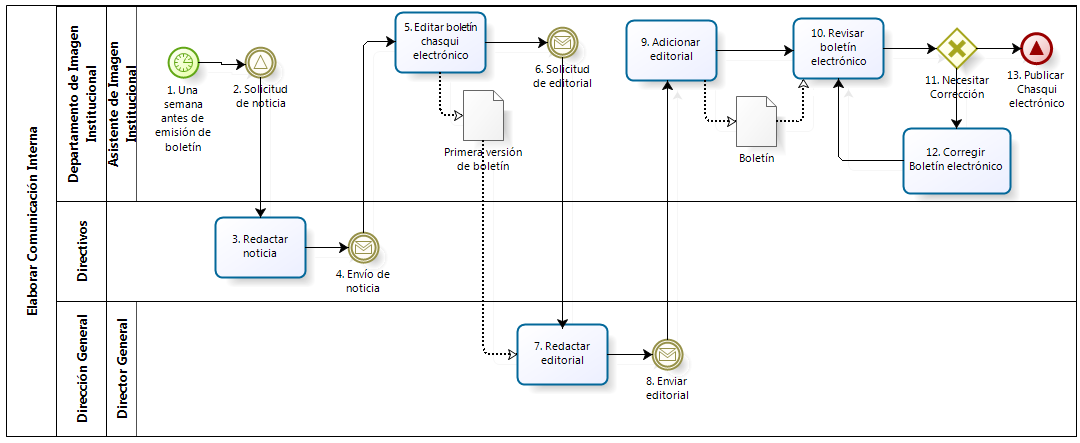 Elaborar Comunicación Interna
Departamento de Imagen
Institucional
Asistente de Imagen
Institucional
1. Una
semana
antes de
emisión de
boletín
2. Solicitud
de noticia
5. Editar boletín
chasqui
electrónico
Primera versión
de boletín
6. Solicitud
de editorial
9. Adicionar
editorial
Boletín
10. Revisar
boletín
electrónico
11. Necesitar
Corrección
12. Corregir
Boletín electrónico
13. Publicar
Chasqui
electrónico
Directivos
3. Redactar
noticia
4. Envío de
noticia
Dirección General
Director General
7. Redactar
editorial
8. Enviar
editorial